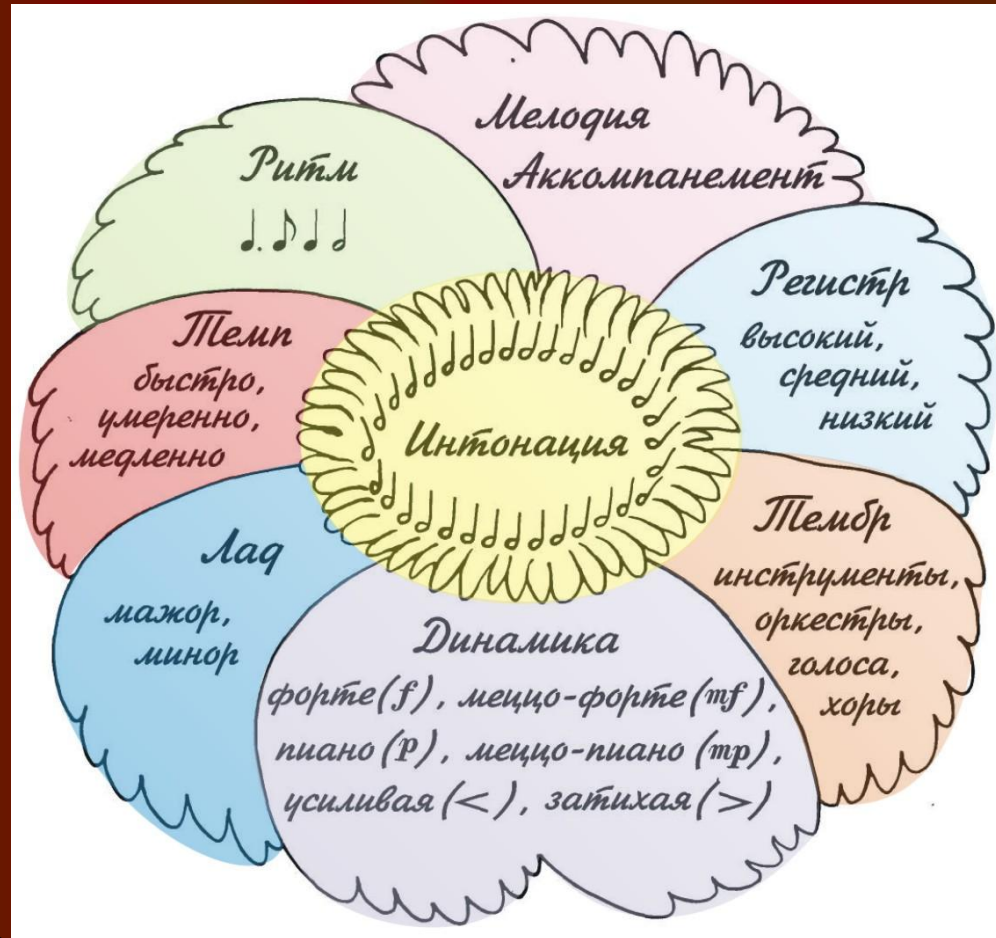 Мелодия
Аккомпанемент
Ритм
Регистр
высокий,
средний,
низкий
Темп
быстро,
умеренно,
медленно
Интонация
Тембр
инструменты,
оркестры,
голоса,
хоры
Лад
мажор,
минор
Динамика
форте (f), меццо-форте (mf),
пиано (p), меццо-пиано (mp),
усиливая (<), затихая (>)